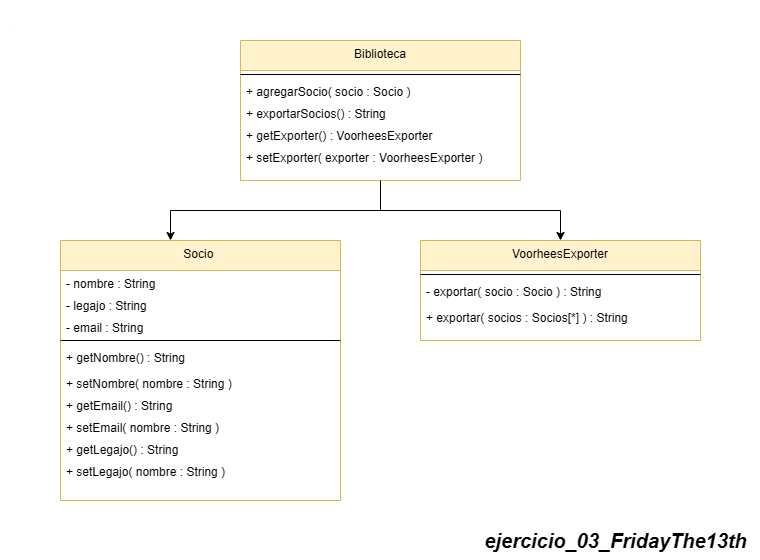 Biblioteca
+ agregarSocio( socio : Socio )
+ exportarSocios() : String
+ getExporter() : VoorheesExporter
+ setExporter( exporter : VoorheesExporter )
Socio
- nombre : String
- legajo : String
- email : String
+ getNombre() : String
+ setNombre( nombre : String )
+ getEmail() : String
+ setEmail( nombre : String )
+ getLegajo() : String
+ setLegajo( nombre : String )
VoorheesExporter
- exportar( socio : Socio ) : String
+ exportar( socios : Socios[*] ) : String
ejercicio_03_FridayThe13th